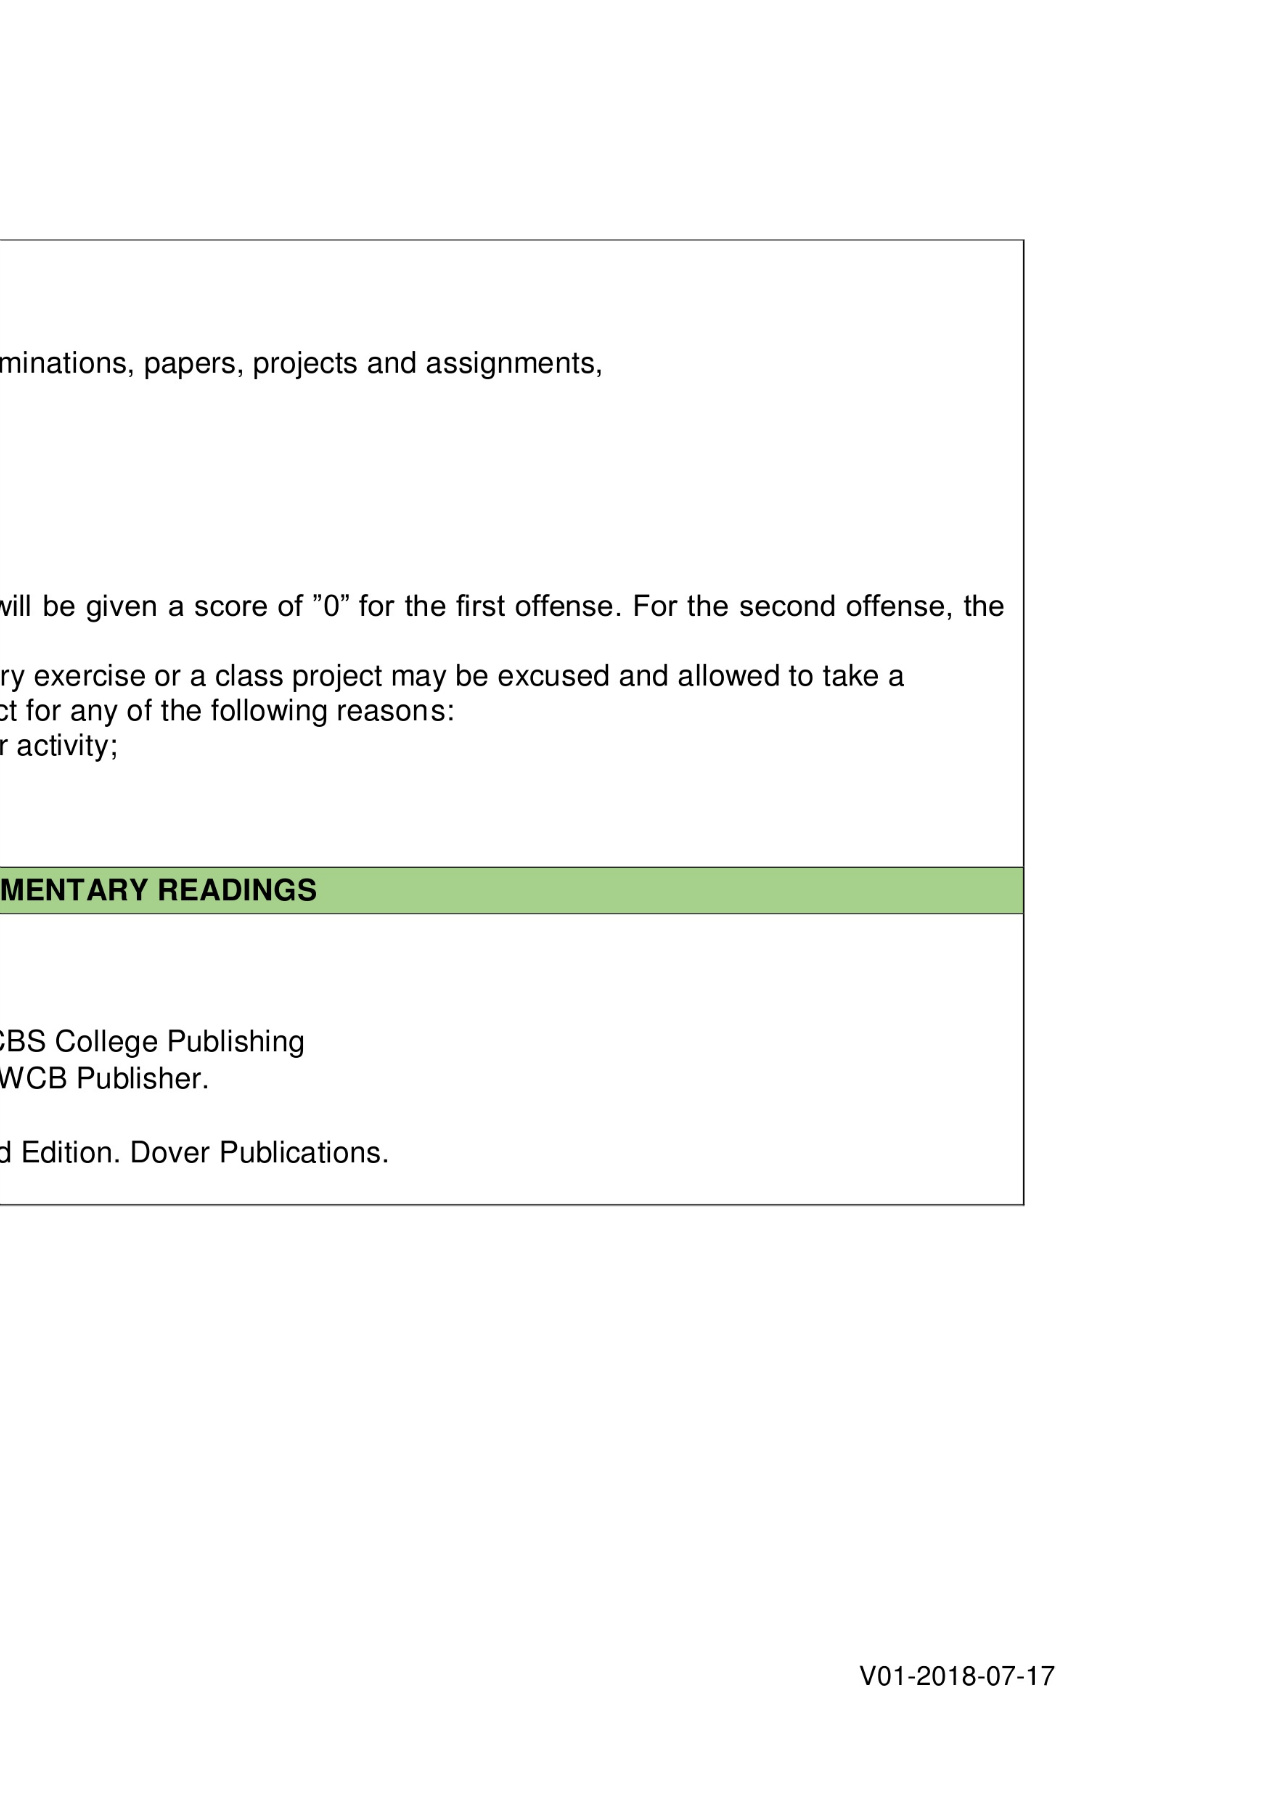 minations, papers, projects and assignments,
will be given a score of ”0” for the first offense. For the second offense, the
ry exercise or a class project may be excused and allowed to take a
ct for any of the following reasons:
r activity;
MENTARY READINGS
CBS College Publishing
WCB Publisher.
d Edition. Dover Publications.
V01-2018-07-17